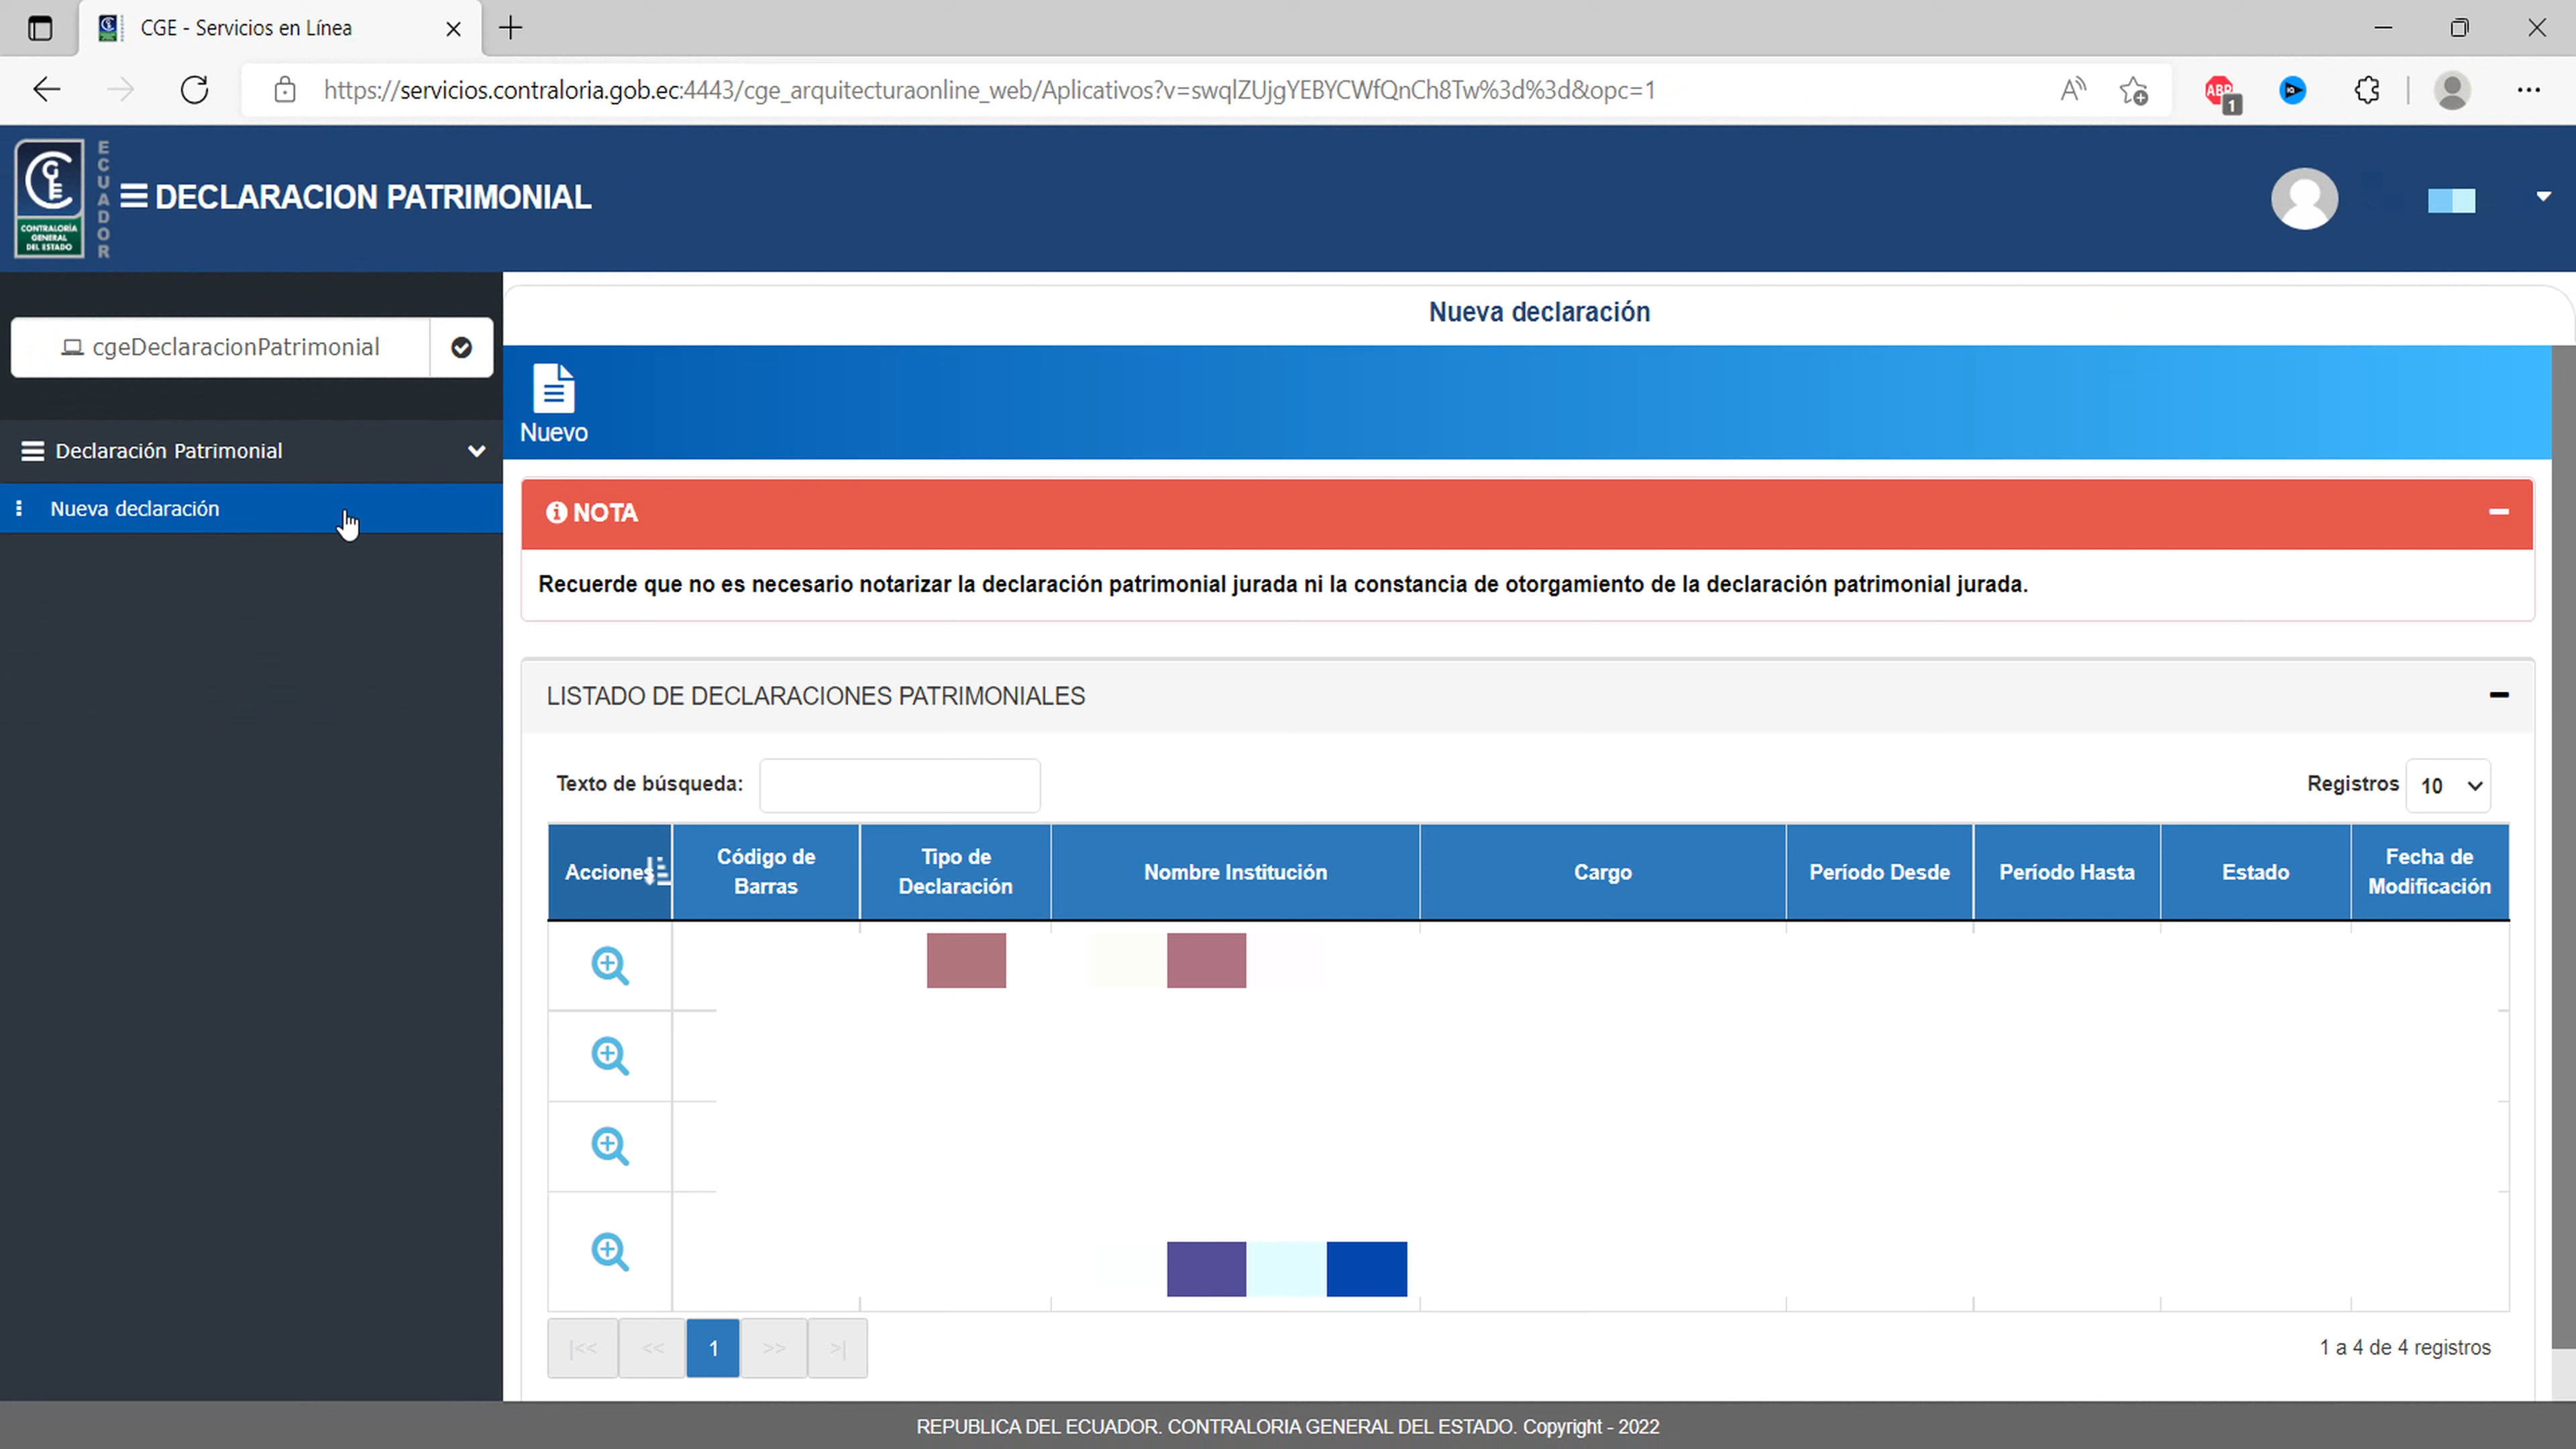 CGE - Servicios en Línea
https://servicios.contraloria.gob.ec:4443/cge_arquitecturaonline_web/Aplicativos?v=swqlZUjgYEBYCWfQnCh8Tw%3d%3d&opc=1
ABP
1
CGE
CONTRALORÍA
GENERAL
DEL ESTADO
ECUADOR
DECLARACION PATRIMONIAL
cgeDeclaracionPatrimonial
Declaración Patrimonial
Nueva declaración
Nueva declaración
Nuevo
NOTA
Recuerde que no es necesario notarizar la declaración patrimonial jurada ni la constancia de otorgamiento de la declaración patrimonial jurada.
LISTADO DE DECLARACIONES PATRIMONIALES
Texto de búsqueda:
Registros 10
Acciones
Código de
Barras
Tipo de
Declaración
Nombre Institución
Cargo
Período Desde
Período Hasta
Estado
Fecha de
Modificación
|<< << 1 >> >|
1 a 4 de 4 registros
REPUBLICA DEL ECUADOR. CONTRALORIA GENERAL DEL ESTADO. Copyright - 2022